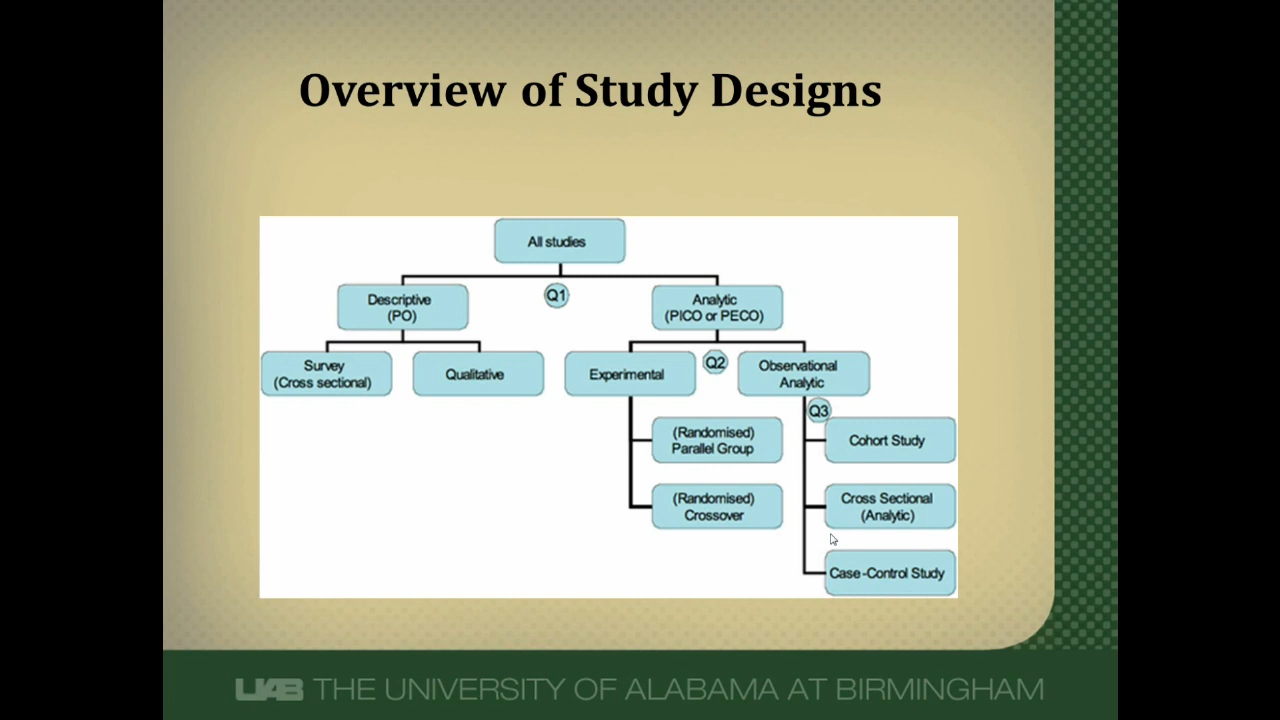 Overview of Study Designs
All studies
Q1
Descriptive
(PO)
Analytic
(PICO or PECO)
Q2
Survey
(Cross sectional)
Qualitative
Experimental
Observational
Analytic
Q3
(Randomised)
Parallel Group
Cohort Study
(Randomised)
Crossover
Cross Sectional
(Analytic)
Case-Control Study
UAB THE UNIVERSITY OF ALABAMA AT BIRMINGHAM